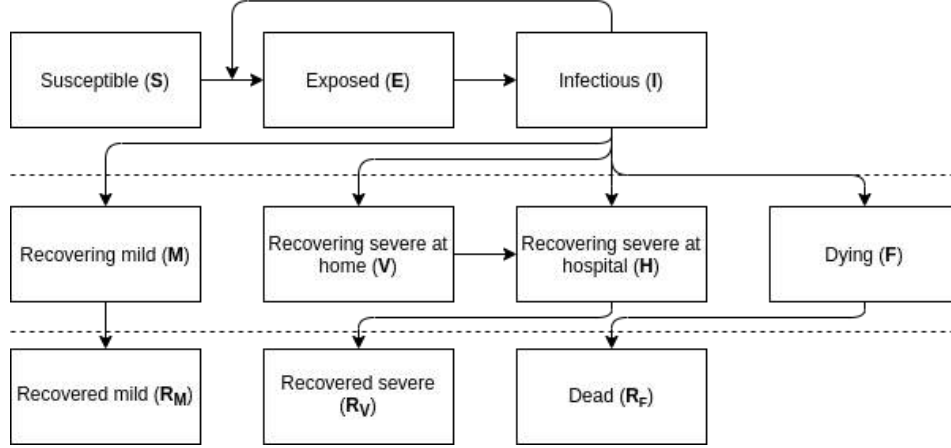 Susceptible (S)
Exposed (E)
Infectious (I)
Recovering mild (M)
Recovering severe at
home (V)
Recovering severe at
hospital (H)
Dying (F)
Recovered mild (RM)
Recovered severe
(RV)
Dead (RF)